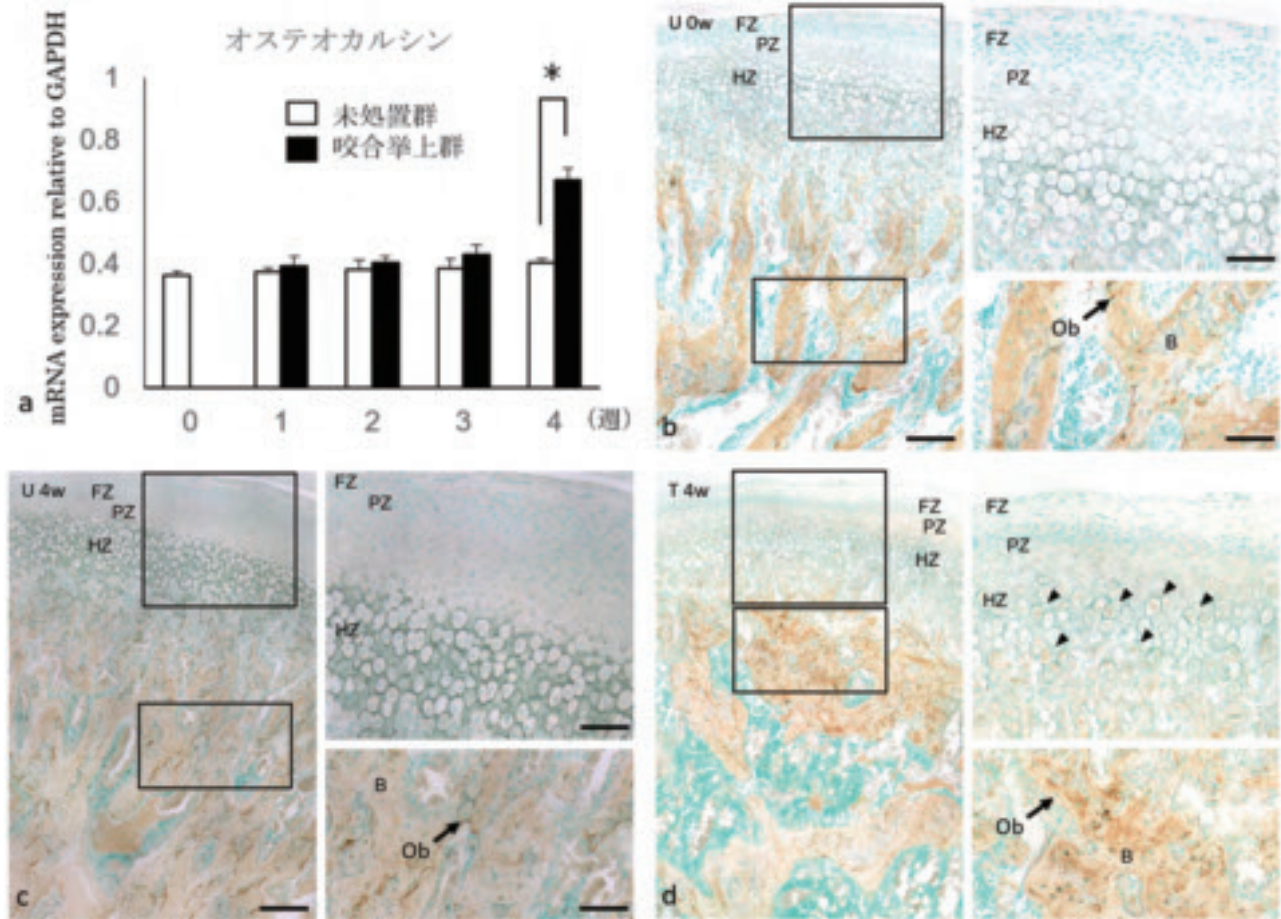 オステオカルシン
mRNA expression relative to GAPDH
1
0.8
0.6
0.4
0.2
0
未処置群
咬合挙上群
*
0 1 2 3 4 (週)
a
U 0w
FZ
PZ
HZ
b
FZ
PZ
HZ
Ob
B
U 4w
FZ
PZ
HZ
c
FZ
PZ
HZ
B
Ob
T 4w
FZ
PZ
HZ
d
FZ
PZ
HZ
Ob
B